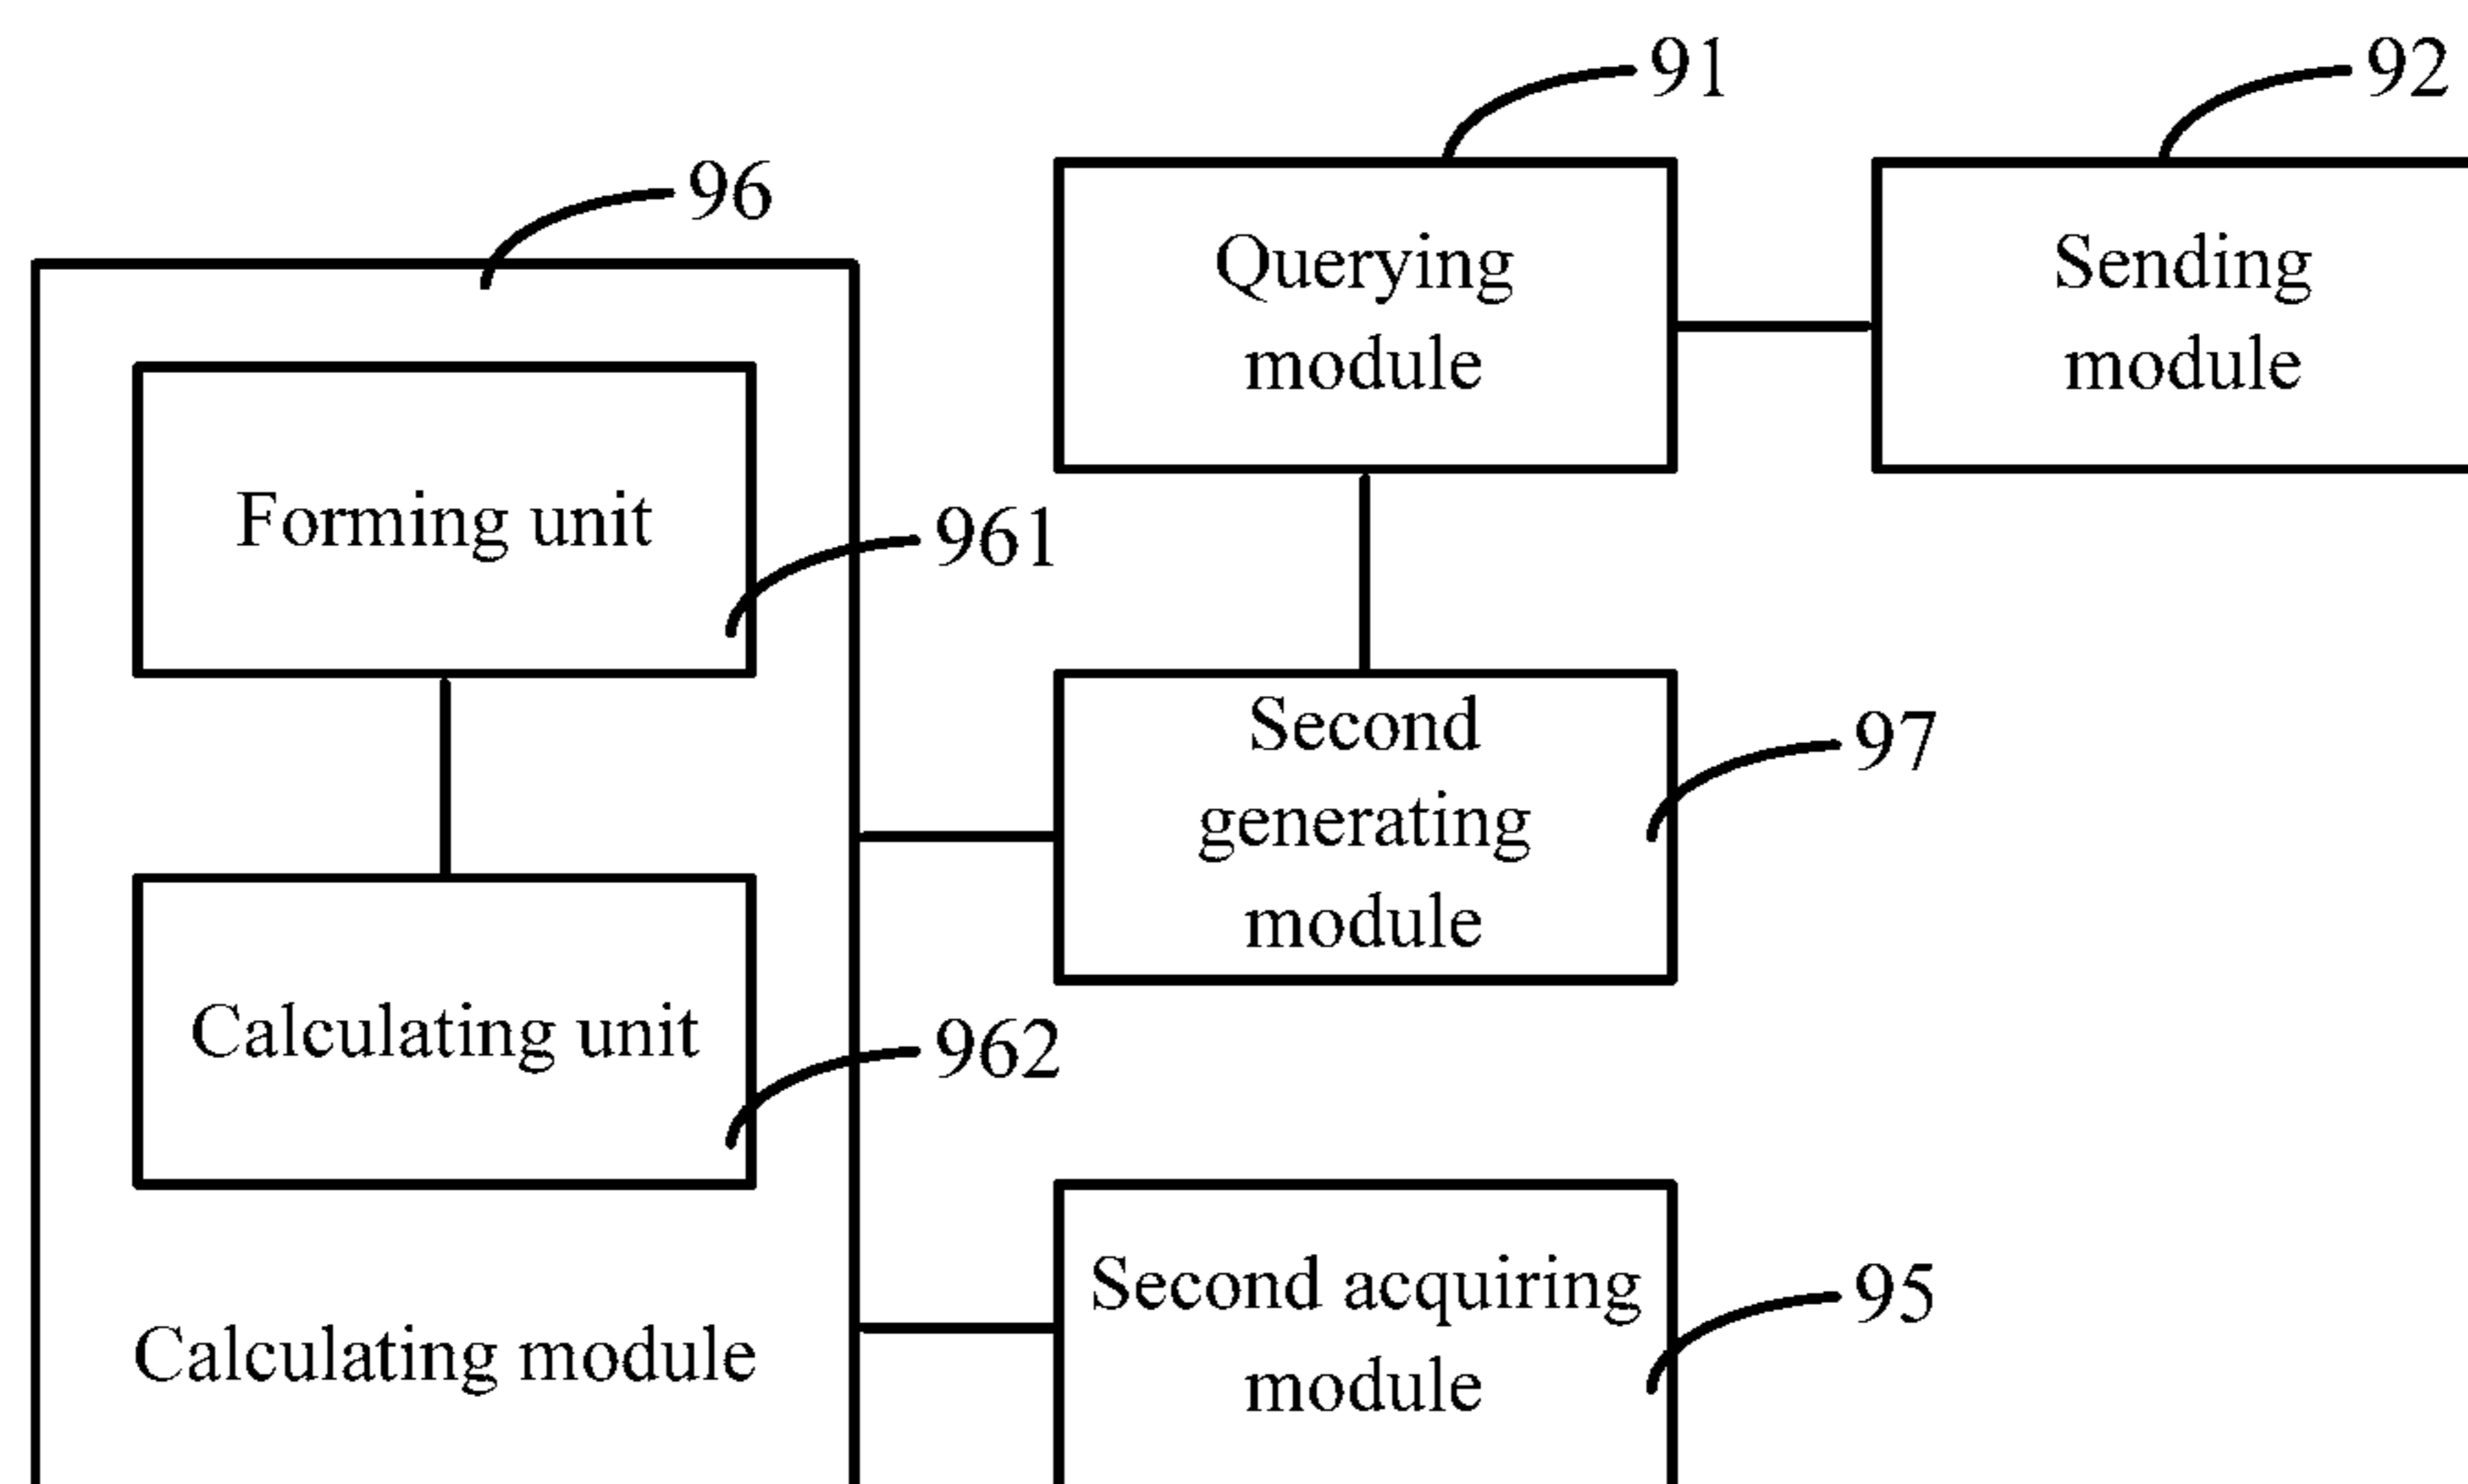 91
92
96
Querying
module
Sending
module
Forming unit
961
Second
generating
module
97
Calculating unit
962
Second acquiring
module
95
Calculating module